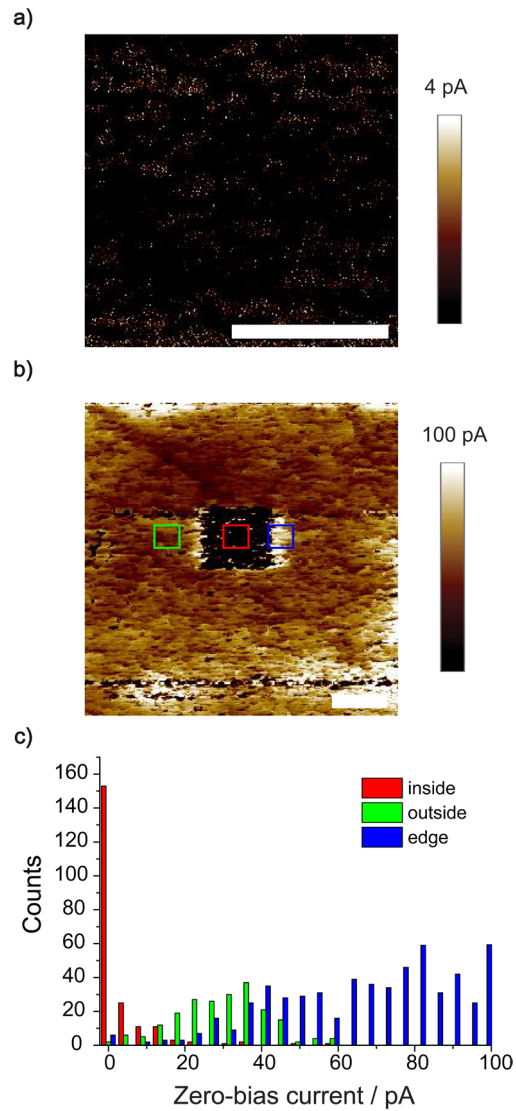 a)
4 pA
b)
100 pA
c)
160
140
120
100
80
60
40
20
0
Counts
inside
outside
edge
0 20 40 60 80 100
Zero-bias current / pA